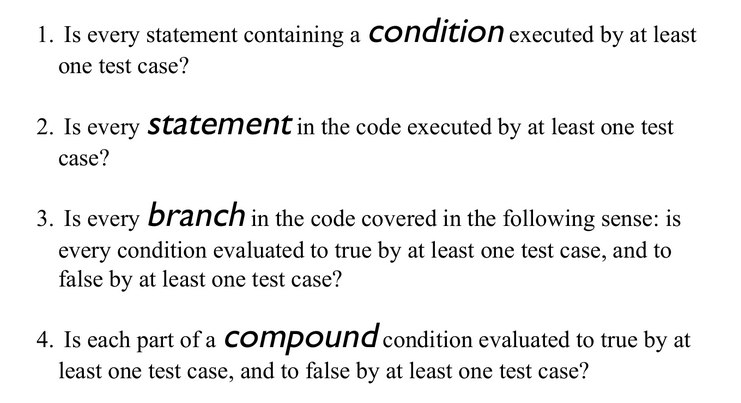 1. Is every statement containing a condition executed by at least
one test case?
2. Is every statement in the code executed by at least one test
case?
3. Is every branch in the code covered in the following sense: is
every condition evaluated to true by at least one test case, and to
false by at least one test case?
4. Is each part of a compound condition evaluated to true by at
least one test case, and to false by at least one test case?